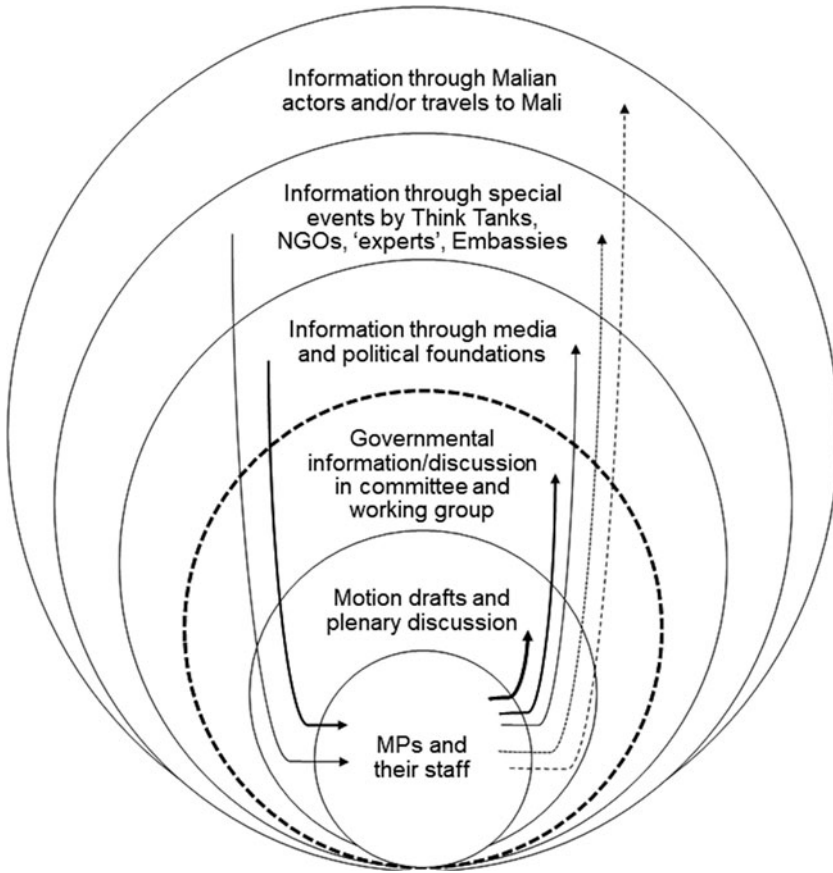 Information through Malian
actors and/or travels to Mali
Information through special
events by Think Tanks,
NGOs, ‘experts’, Embassies
Information through media
and political foundations
Governmental
information/discussion
in committee and
working group
Motion drafts and
plenary discussion
MPs and
their staff